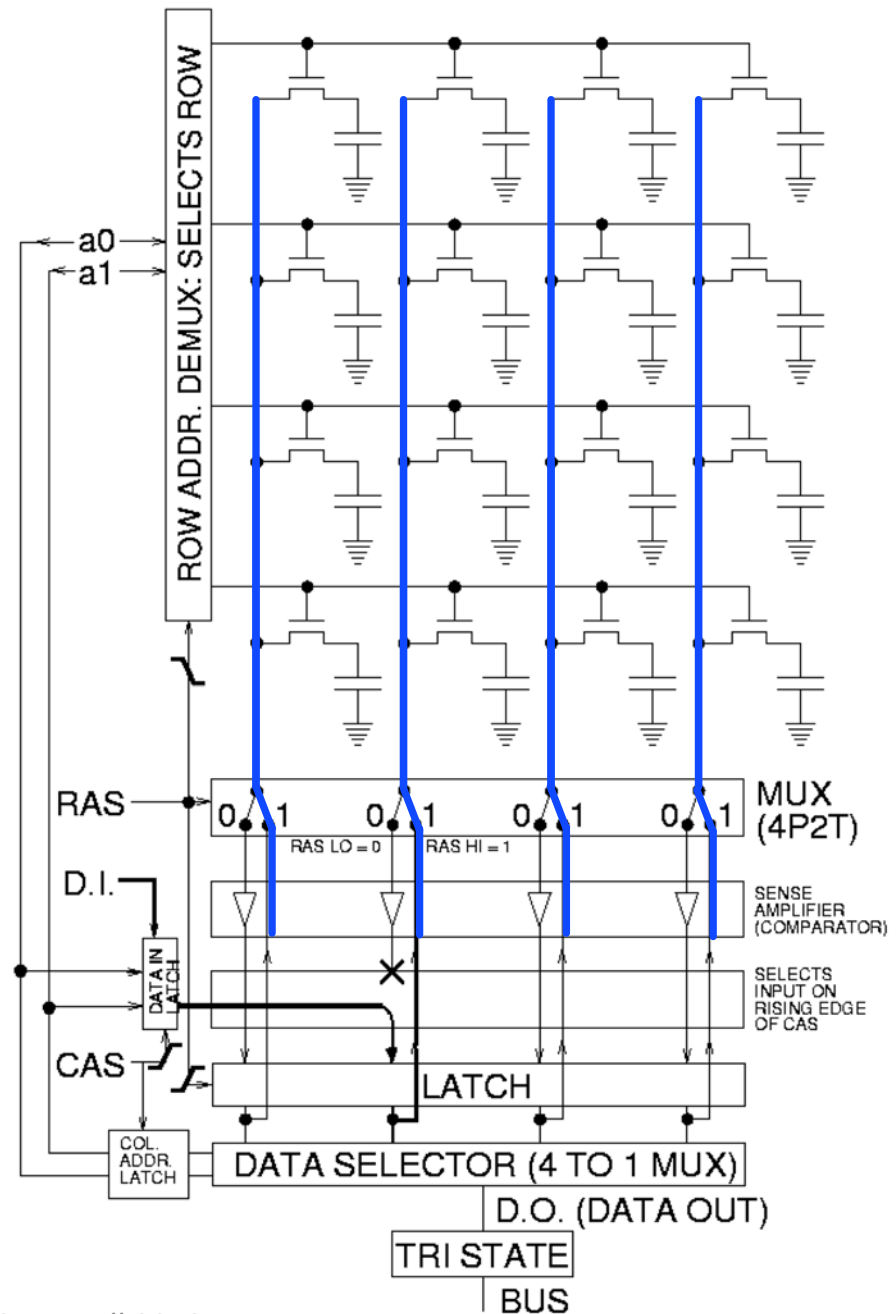 ROW ADDR. DEMUX: SELECTS ROW
a0
a1
RAS
0 1 0 1 0 1 0 1
MUX
(4P2T)
RAS LO = 0
RAS HI = 1
D.I.
SENSE
AMPLIFIER
(COMPARATOR)
DATA IN
LATCH
SELECTS
INPUT ON
RISING EDGE
OF CAS
CAS
LATCH
COL.
ADDR.
LATCH
DATA SELECTOR (4 TO 1 MUX)
D.O. (DATA OUT)
TRI STATE
BUS